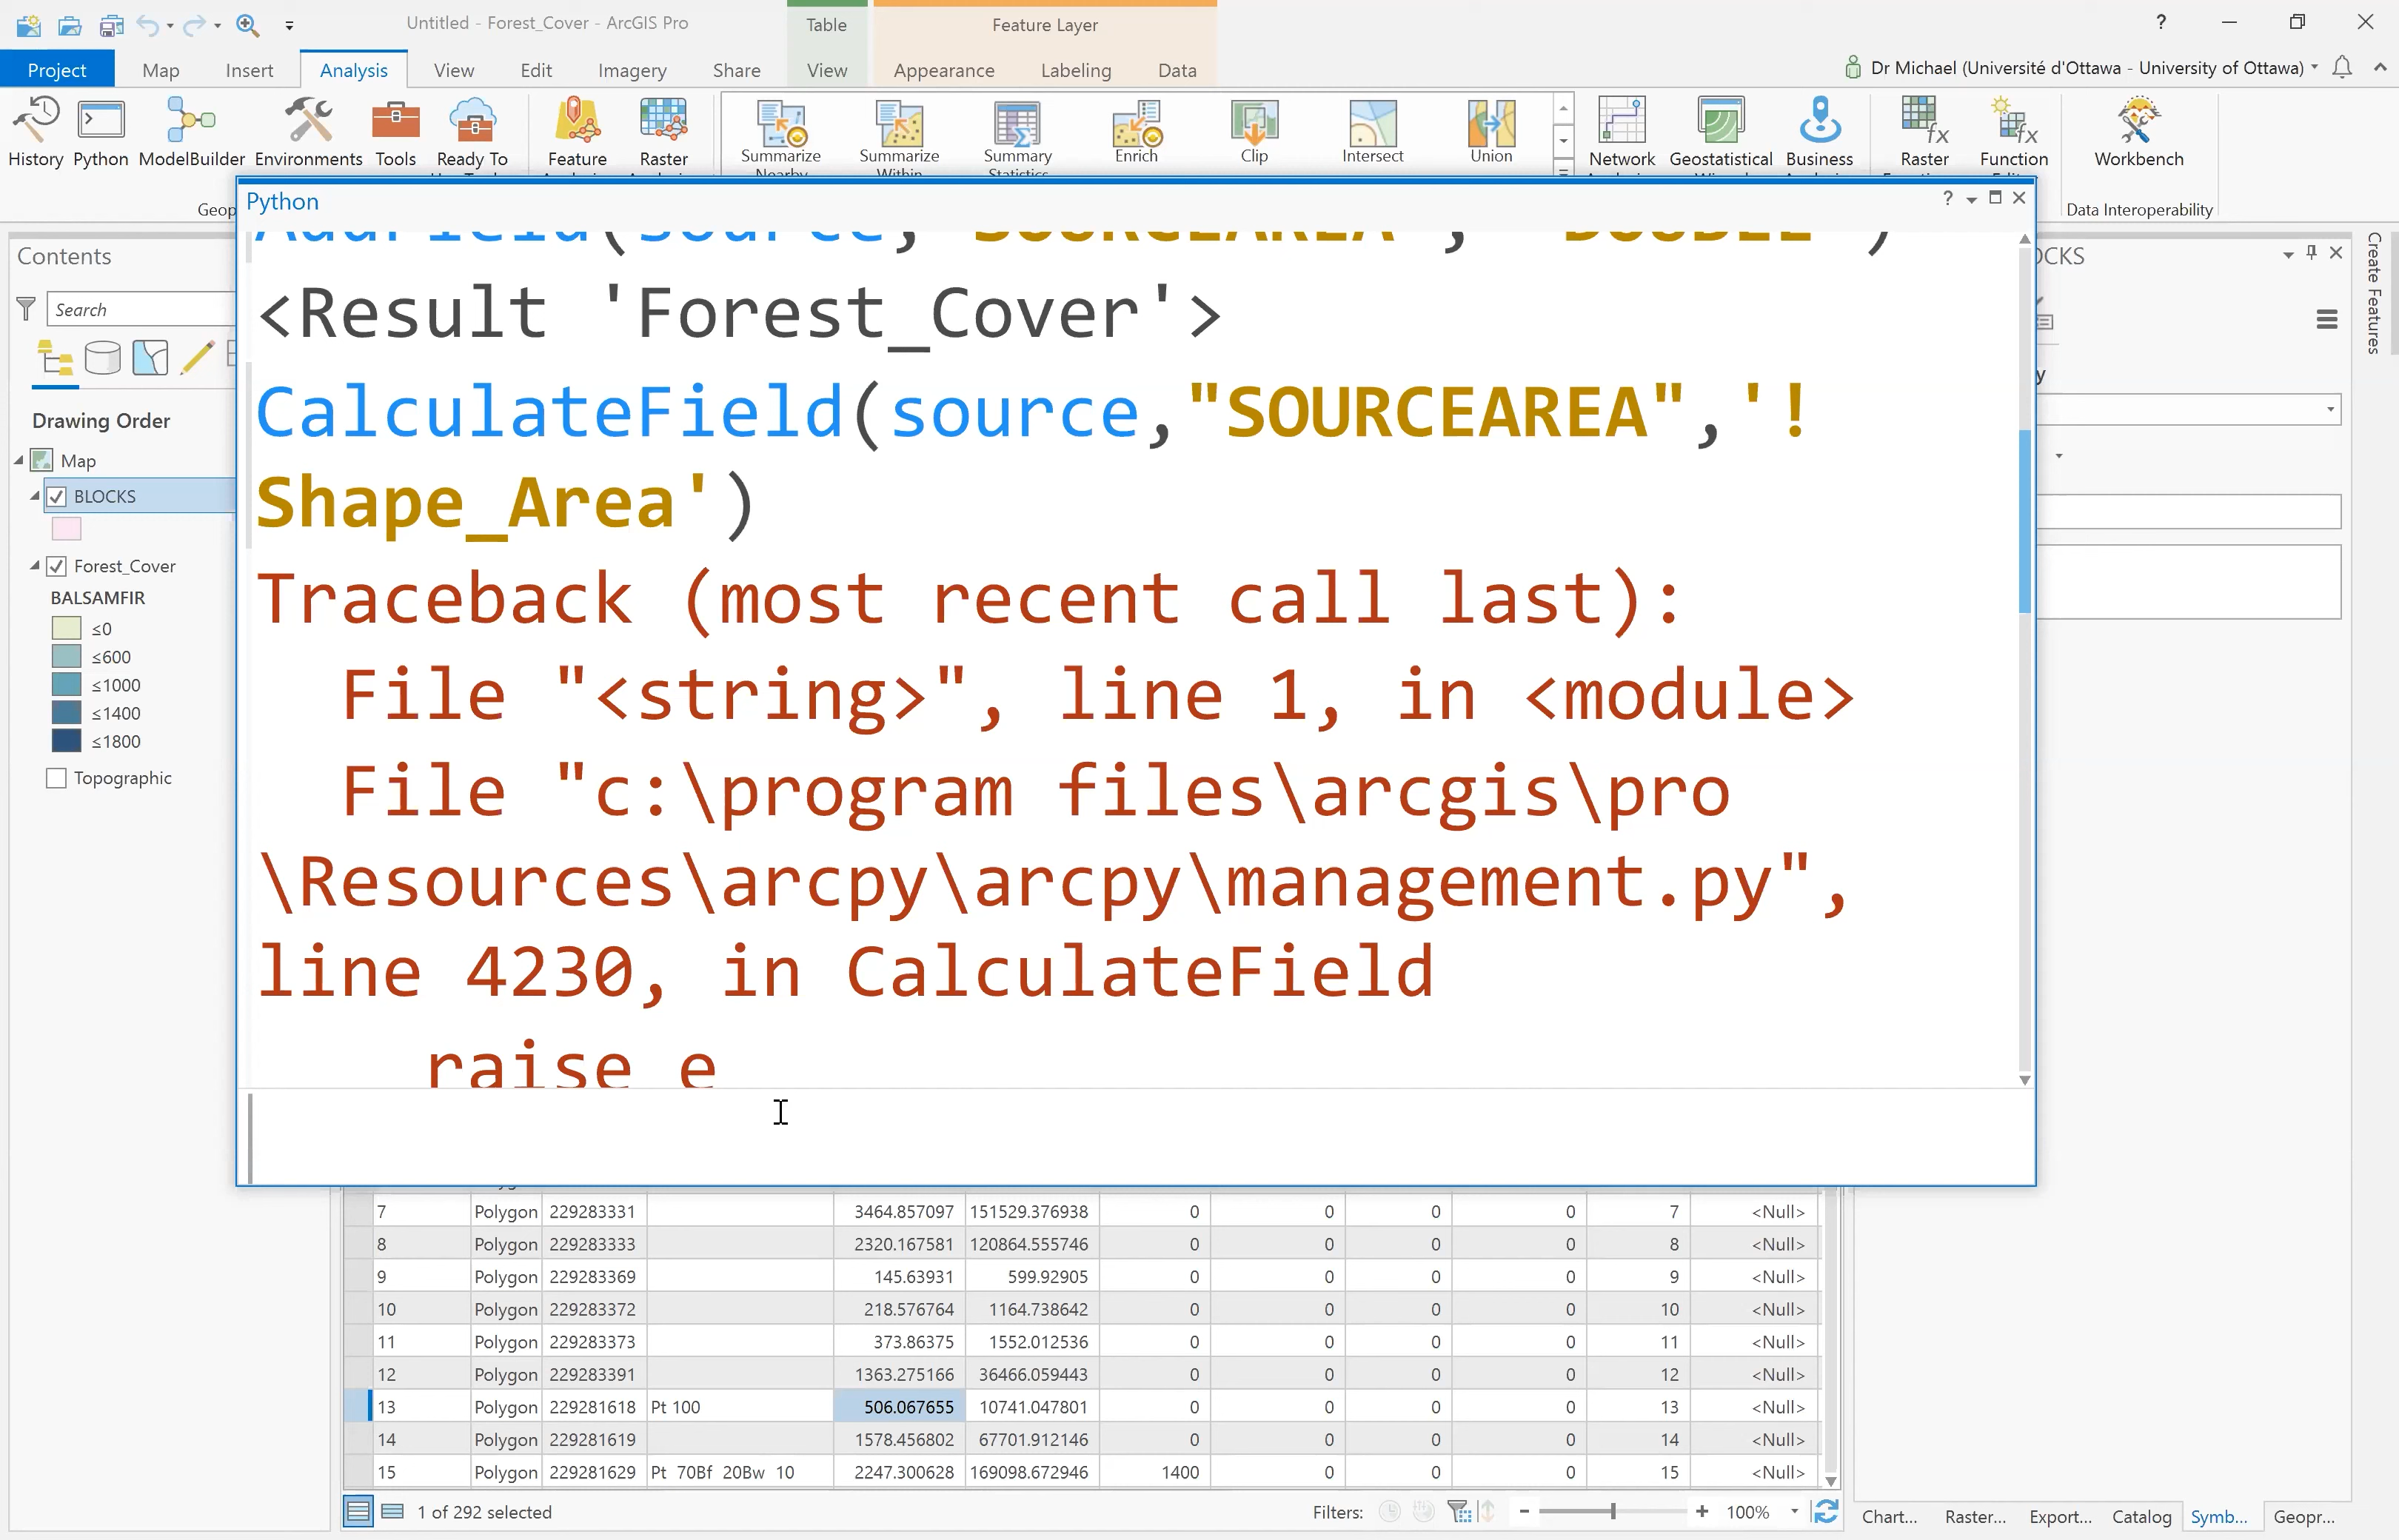 Untitled - Forest_Cover - ArcGIS Pro
Table
Feature Layer
?
Project
Map
Insert
Analysis
View
Edit
Imagery
Share
View
Appearance
Labeling
Data
Dr Michael (Université d'Ottawa - University of Ottawa)
History
Python
ModelBuilder
Environments
Tools
Ready To
Feature
Raster
Summarize
Nearby
Summarize
Within
Summary
Statistics
Enrich
Clip
Intersect
Union
Network
Geostatistical
Business
Raster
Function
Workbench
Geop
Data Interoperability
Python
?
AddField(source, "SOURCEAREA", "DOUBLE")
<Result 'Forest_Cover'>
CalculateField(source,"SOURCEAREA",'!
Shape_Area')
Traceback (most recent call last):
File "<string>", line 1, in <module>
File "c:\program files\arcgis\pro
\Resources\arcpy\arcpy\management.py",
line 4230, in CalculateField
raise e
Contents
Search
Drawing Order
Map
BLOCKS
Forest_Cover
BALSAMFIR
≤0
≤600
≤1000
≤1400
≤1800
Topographic
OCKS
y
Create Features
7 Polygon 229283331 3464.857097 151529.376938 0 0 0 0 7 <Null>
8 Polygon 229283333 2320.167581 120864.555746 0 0 0 0 8 <Null>
9 Polygon 229283369 145.63931 599.92905 0 0 0 0 9 <Null>
10 Polygon 229283372 218.576764 1164.738642 0 0 0 0 10 <Null>
11 Polygon 229283373 373.86375 1552.012536 0 0 0 0 11 <Null>
12 Polygon 229283391 1363.275166 36466.059443 0 0 0 0 12 <Null>
13 Polygon 229281618 Pt 100 506.067655 10741.047801 0 0 0 0 13 <Null>
14 Polygon 229281619 1578.456802 67701.912146 0 0 0 0 14 <Null>
15 Polygon 229281629 Pt 70Bf 20Bw 10 2247.300628 169098.672946 1400 0 0 0 15 <Null>
1 of 292 selected
Filters:
- + 100%
Chart...
Raster...
Export...
Catalog
Symb...
Geopr...